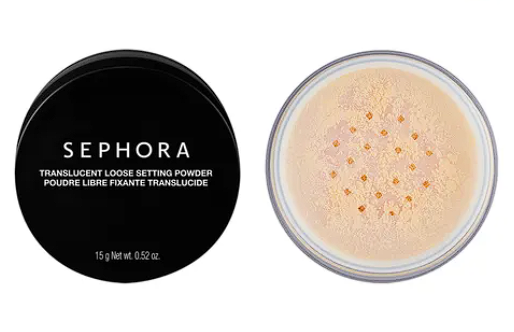 SEPHORA
TRANSLUCENT LOOSE SETTING POWDER
POUDRE LIBRE FIXANTE TRANSLUCIDE
15 g Net wt. 0.52 oz.